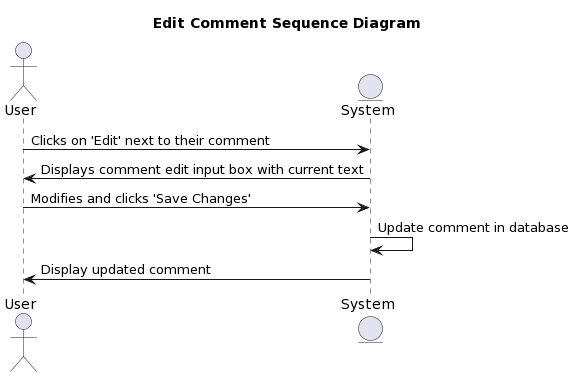 Edit Comment Sequence Diagram
User
System
Clicks on 'Edit' next to their comment
Displays comment edit input box with current text
Modifies and clicks 'Save Changes'
Update comment in database
Display updated comment
User
System